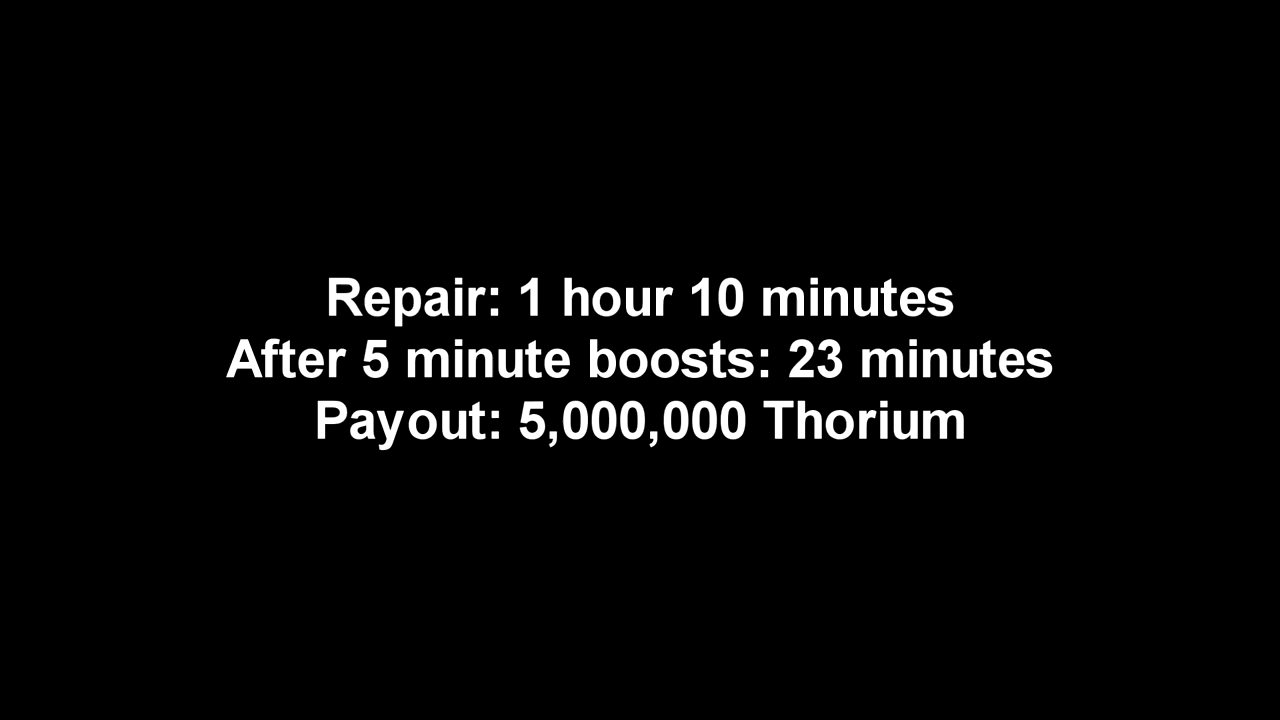 Repair: 1 hour 10 minutes
After 5 minute boosts: 23 minutes
Payout: 5,000,000 Thorium